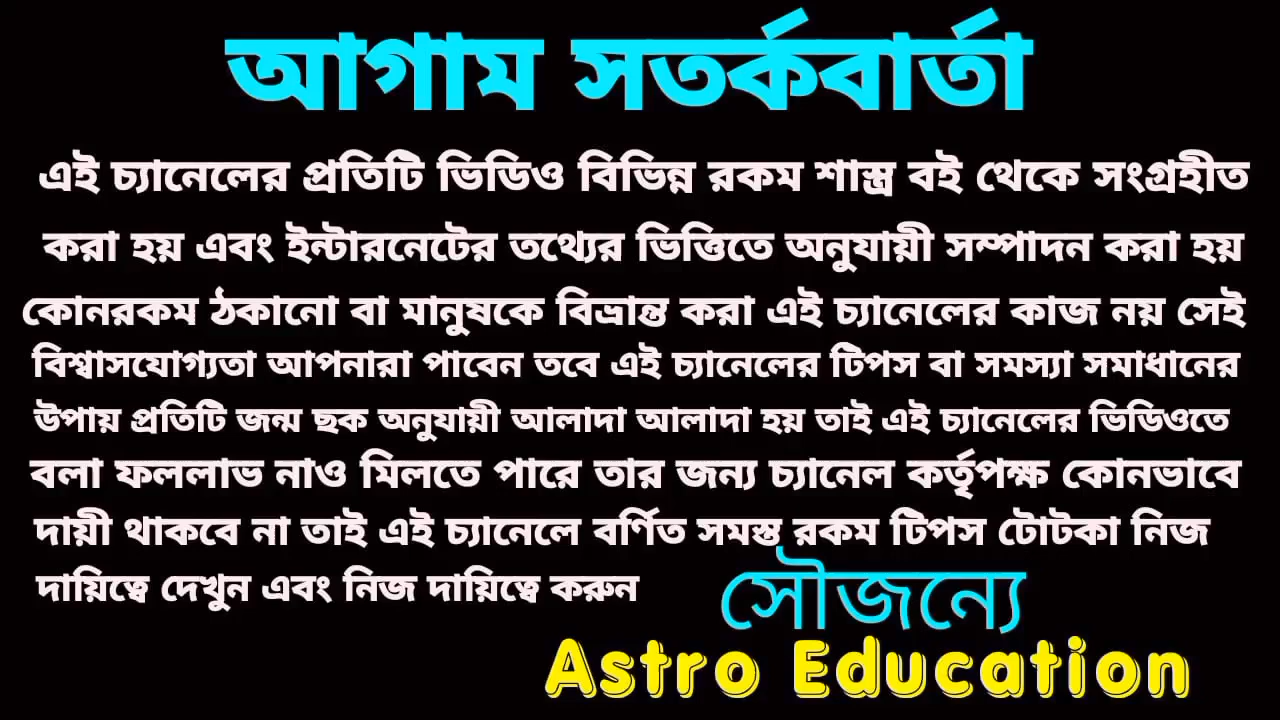 আগাম সতর্কবার্তা
এই চ্যানেলের প্রতিটি ভিডিও বিভিন্ন রকম শাস্ত্র বই থেকে সংগ্রহীত
করা হয় এবং ইন্টারনেটের তথ্যের ভিত্তিতে অনুযায়ী সম্পাদন করা হয়
কোনরকম ঠকানো বা মানুষকে বিভ্রান্ত করা এই চ্যানেলের কাজ নয় সেই
বিশ্বাসযোগ্যতা আপনারা পাবেন তবে এই চ্যানেলের টিপস বা সমস্যা সমাধানের
উপায় প্রতিটি জন্ম ছক অনুযায়ী আলাদা আলাদা হয় তাই এই চ্যানেলের ভিডিওতে
বলা ফললাভ নাও মিলতে পারে তার জন্য চ্যানেল কর্তৃপক্ষ কোনভাবে
দায়ী থাকবে না তাই এই চ্যানেলে বর্ণিত সমস্ত রকম টিপস টোটকা নিজ
দায়িত্বে দেখুন এবং নিজ দায়িত্বে করুন
সৌজন্যে
Astro Education